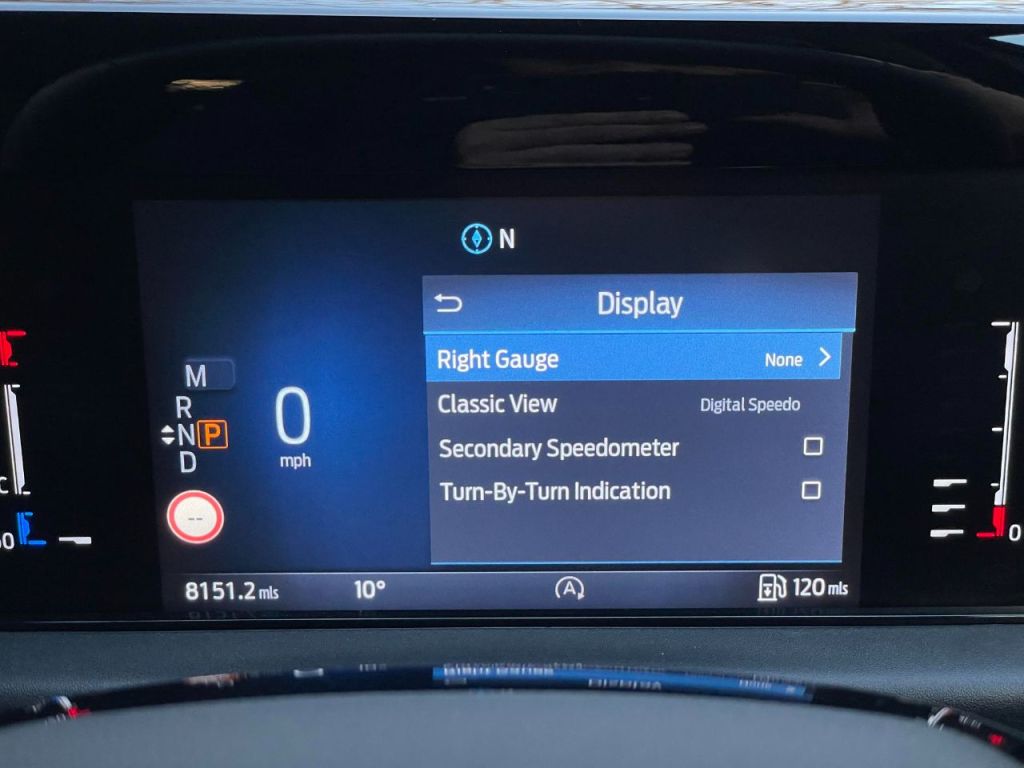 N
Display
Right Gauge None
Classic View Digital Speedo
Secondary Speedometer
Turn-By-Turn Indication
M
R
N P
D
0
mph
C
--
0
8151.2 mls 10° A 120 mls